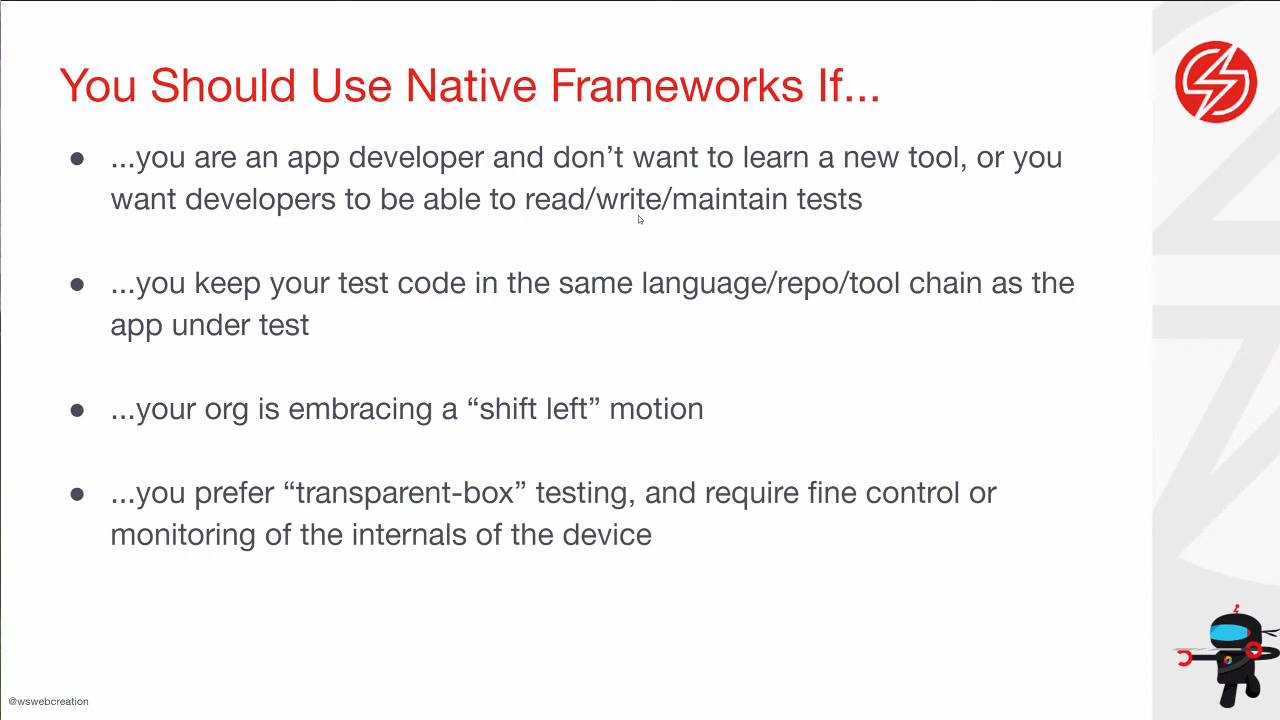 You Should Use Native Frameworks If...
● ...you are an app developer and don’t want to learn a new tool, or you
want developers to be able to read/write/maintain tests
● ...you keep your test code in the same language/repo/tool chain as the
app under test
● ...your org is embracing a “shift left” motion
● ...you prefer “transparent-box” testing, and require fine control or
monitoring of the internals of the device
@wswebcreation